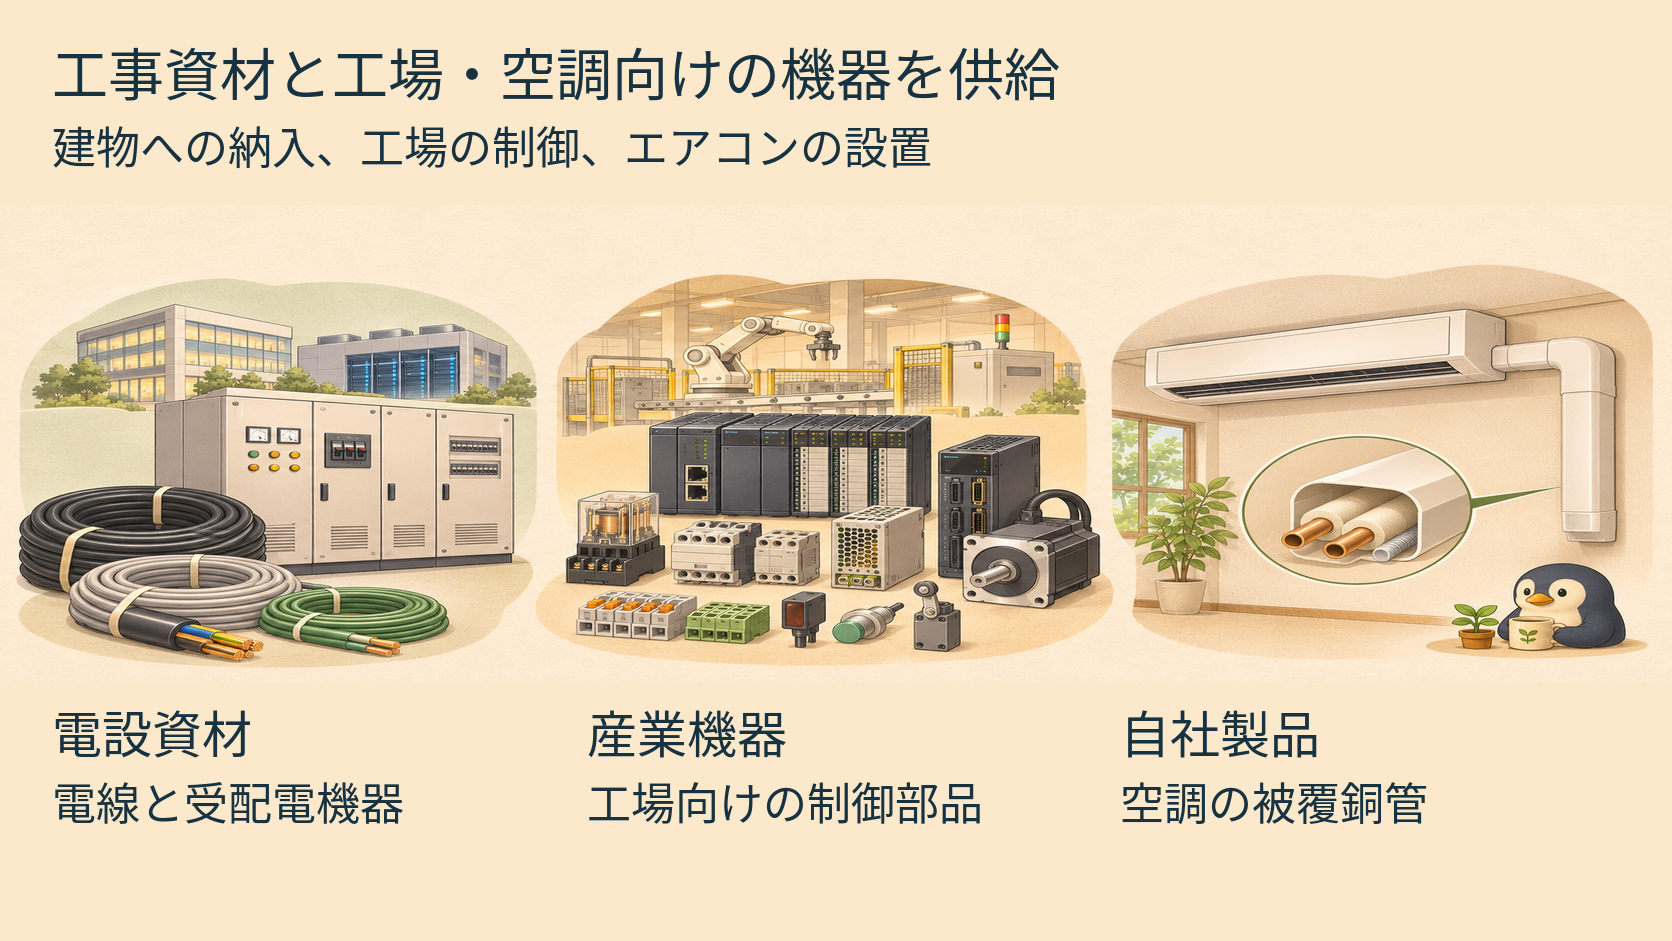 工事資材と工場・空調向けの機器を供給
建物への納入、工場の制御、エアコンの設置
電設資材
電線と受配電機器
産業機器
工場向けの制御部品
自社製品
空調の被覆銅管